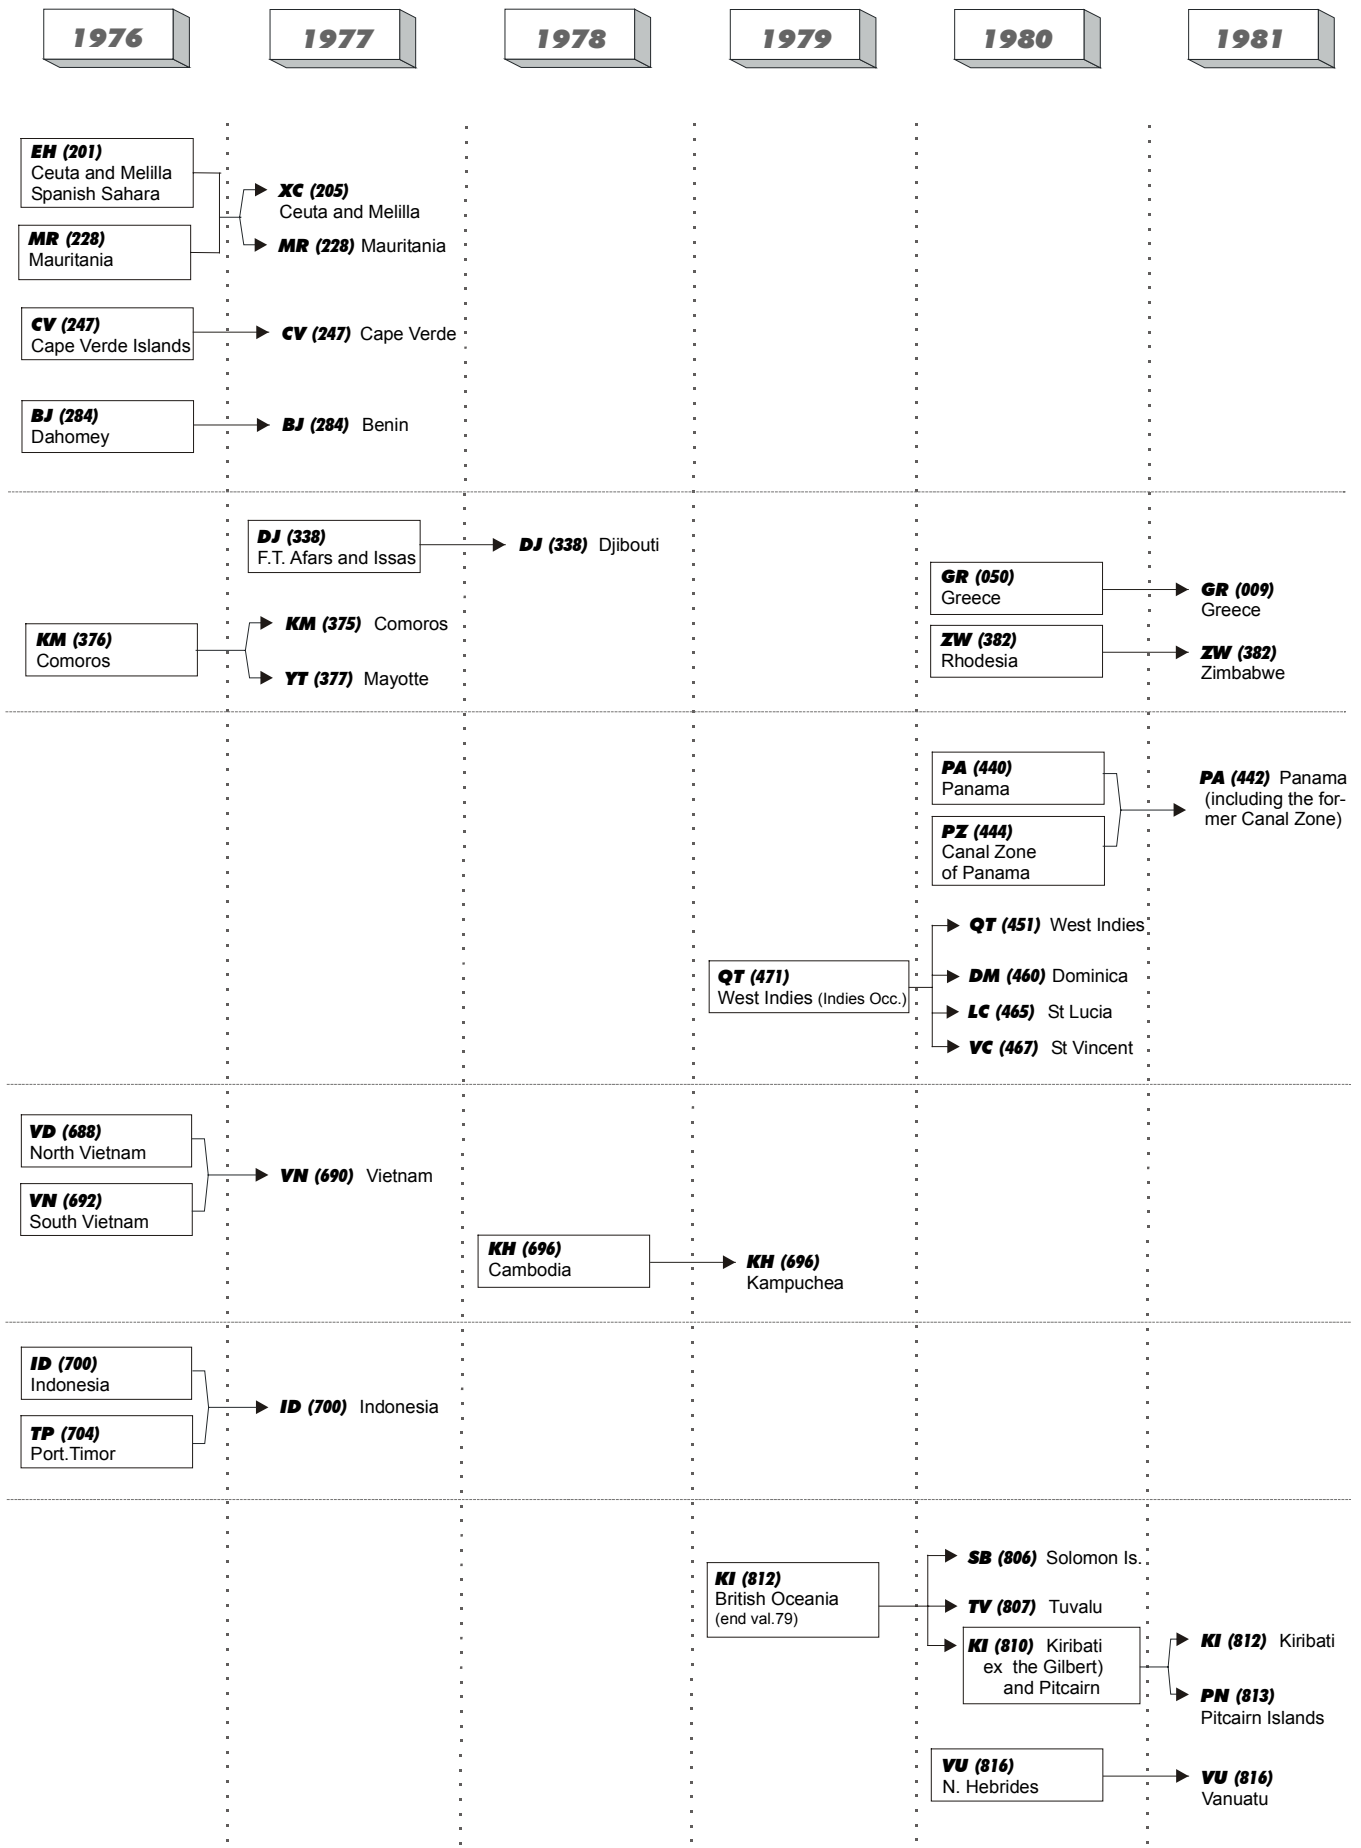 1976
1977
1978
1979
1980
1981
EH (201)
Ceuta and Melilla
Spanish Sahara
XC (205)
Ceuta and Melilla
MR (228)
Mauritania
MR (228) Mauritania
CV (247)
Cape Verde Islands
CV (247) Cape Verde
BJ (284)
Dahomey
BJ (284) Benin
DJ (338)
F.T. Afars and Issas
DJ (338) Djibouti
GR (050)
Greece
GR (009)
Greece
KM (376)
Comoros
KM (375) Comoros
YT (377) Mayotte
ZW (382)
Rhodesia
ZW (382)
Zimbabwe
PA (440)
Panama
PZ (444)
Canal Zone
of Panama
PA (442) Panama
(including the for-
mer Canal Zone)
QT (471)
West Indies (Indies Occ.)
QT (451) West Indies
DM (460) Dominica
LC (465) St Lucia
VC (467) St Vincent
VD (688)
North Vietnam
VN (692)
South Vietnam
VN (690) Vietnam
KH (696)
Cambodia
KH (696)
Kampuchea
ID (700)
Indonesia
TP (704)
Port.Timor
ID (700) Indonesia
KI (812)
British Oceania
(end val.79)
SB (806) Solomon Is.
TV (807) Tuvalu
KI (810) Kiribati
ex the Gilbert)
and Pitcairn
KI (812) Kiribati
PN (813)
Pitcairn Islands
VU (816)
N. Hebrides
VU (816)
Vanuatu